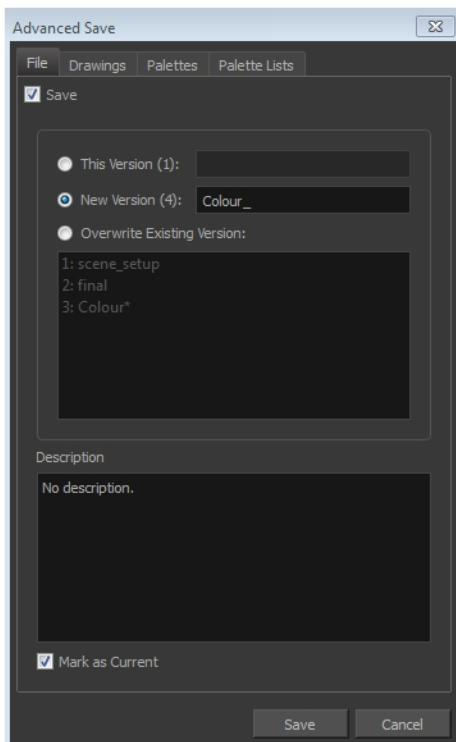 Advanced Save
File Drawings Palettes Palette Lists
Save
This Version (1):
New Version (4): Colour_
Overwrite Existing Version:
1: scene_setup
2: final
3: Colour*
Description
No description.
Mark as Current
Save Cancel